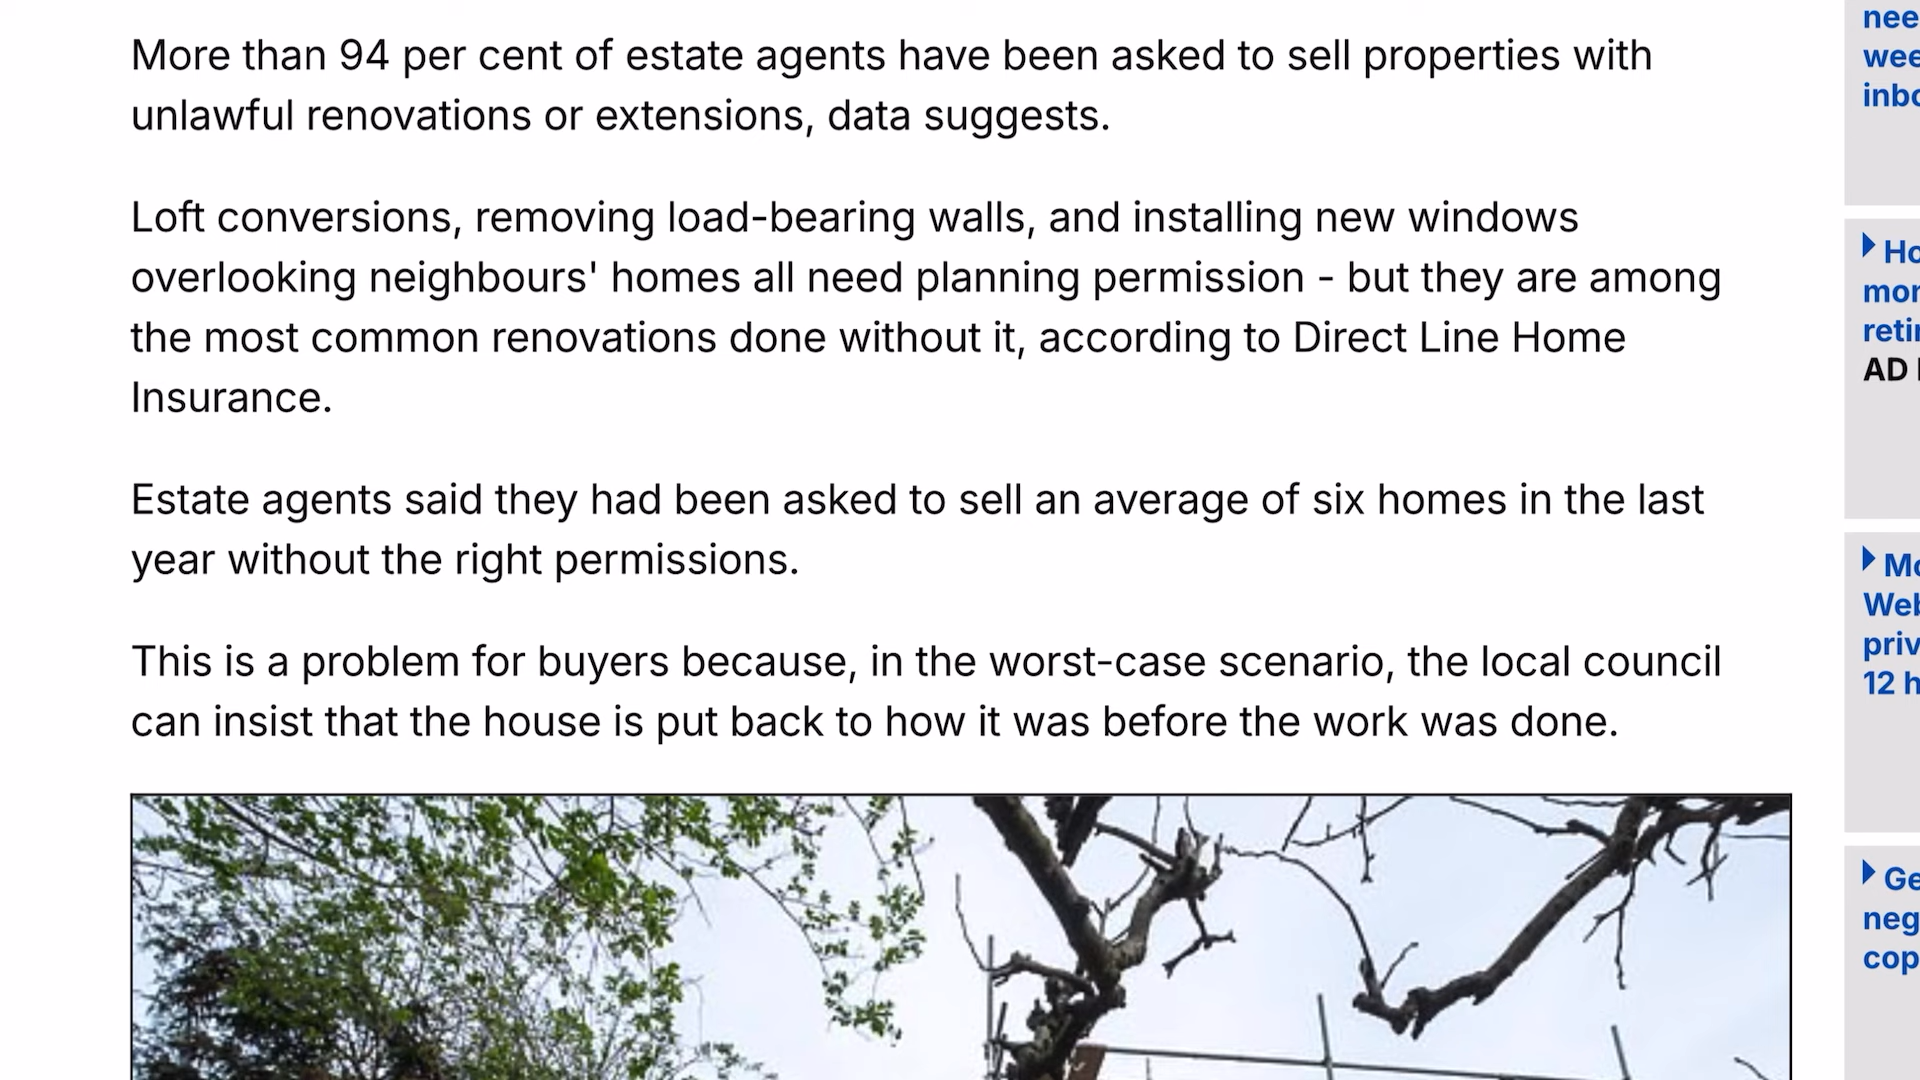 More than 94 per cent of estate agents have been asked to sell properties with
unlawful renovations or extensions, data suggests.
Loft conversions, removing load-bearing walls, and installing new windows
overlooking neighbours' homes all need planning permission - but they are among
the most common renovations done without it, according to Direct Line Home
Insurance.
Estate agents said they had been asked to sell an average of six homes in the last
year without the right permissions.
This is a problem for buyers because, in the worst-case scenario, the local council
can insist that the house is put back to how it was before the work was done.
AD
12